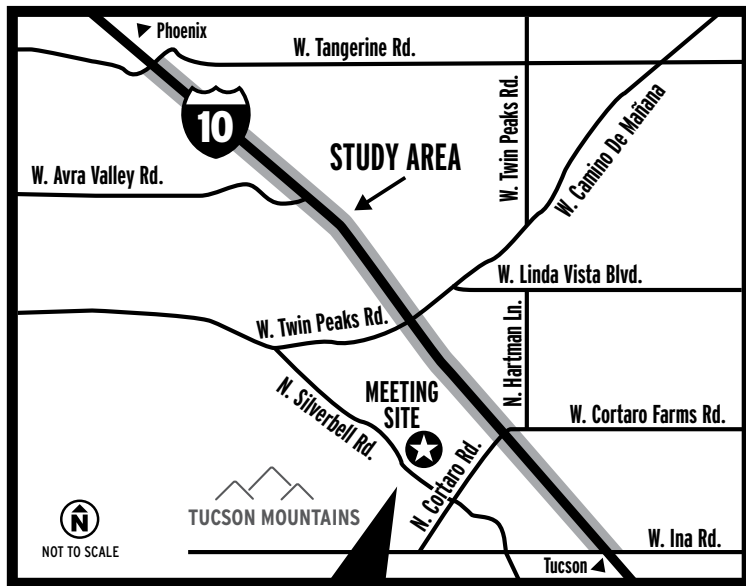 Phoenix
W. Tangerine Rd.
10
W. Twin Peaks Rd.
W. Camino De Mañana
STUDY AREA
W. Avra Valley Rd.
W. Linda Vista Blvd.
W. Twin Peaks Rd.
N. Hartman Ln.
MEETING
SITE
N. Silverbell Rd.
W. Cortaro Farms Rd.
N. Cortaro Rd.
TUCSON MOUNTAINS
N
NOT TO SCALE
W. Ina Rd.
Tucson